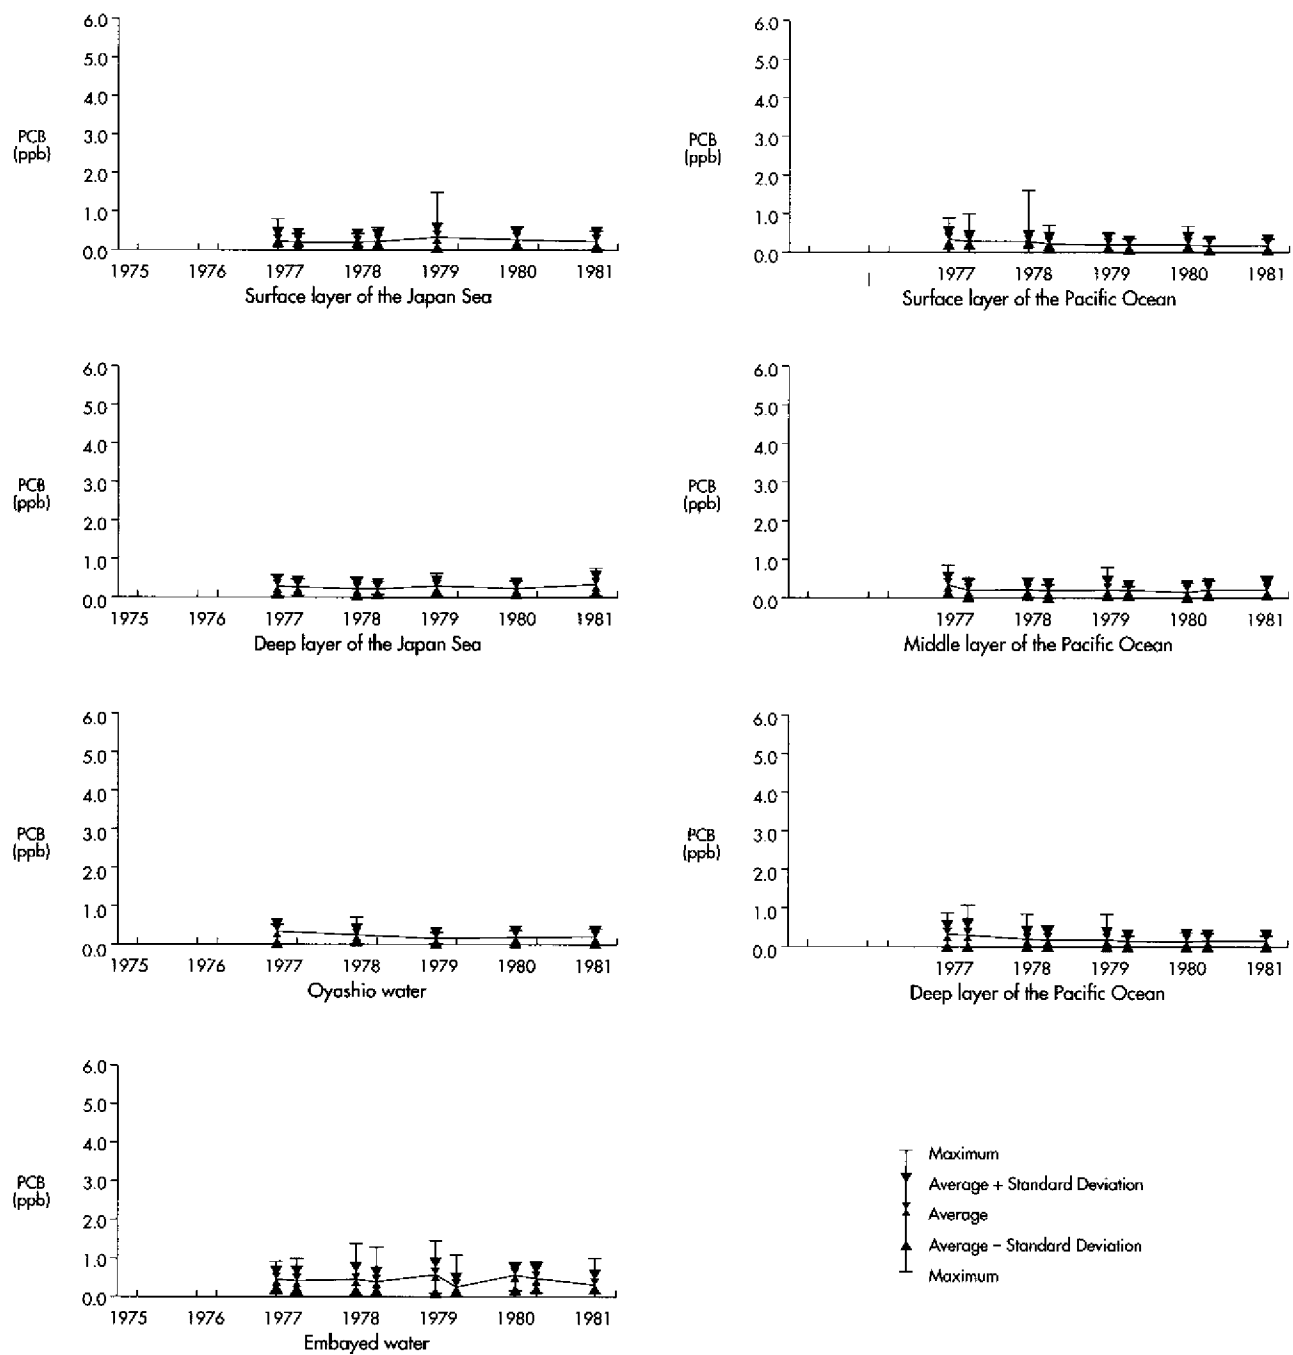 6.0
5.0
4.0
3.0
2.0
1.0
0.0
PCB
(ppb)
1975 1976 1977 1978 1979 1980 1981
Surface layer of the Japan Sea
6.0
5.0
4.0
3.0
2.0
1.0
0.0
PCB
(ppb)
1977 1978 1979 1980 1981
Surface layer of the Pacific Ocean
6.0
5.0
4.0
3.0
2.0
1.0
0.0
PCB
(ppb)
1975 1976 1977 1978 1979 1980 1981
Deep layer of the Japan Sea
6.0
5.0
4.0
3.0
2.0
1.0
0.0
PCB
(ppb)
1977 1978 1979 1980 1981
Middle layer of the Pacific Ocean
6.0
5.0
4.0
3.0
2.0
1.0
0.0
PCB
(ppb)
1975 1976 1977 1978 1979 1980 1981
Oyashio water
6.0
5.0
4.0
3.0
2.0
1.0
0.0
PCB
(ppb)
1977 1978 1979 1980 1981
Deep layer of the Pacific Ocean
6.0
5.0
4.0
3.0
2.0
1.0
0.0
PCB
(ppb)
1975 1976 1977 1978 1979 1980 1981
Embayed water
Maximum
Average + Standard Deviation
Average
Average – Standard Deviation
Maximum